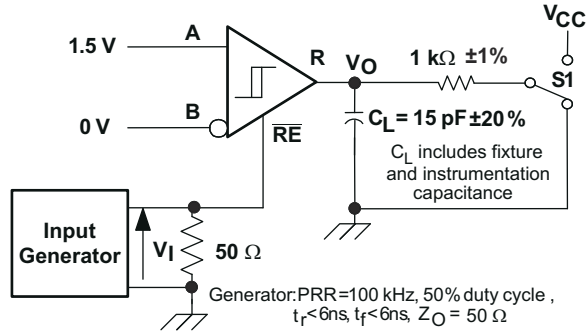 V_CC
1.5 V
A
R
V_O
1 kΩ ±1%
S1
B
0 V
R͞E͞
C_L = 15 pF ±20%
C_L includes fixture
and instrumentation
capacitance
Input
Generator
V_I
50 Ω
Generator: PRR=100 kHz, 50% duty cycle ,
t_r<6ns, t_f<6ns, Z_O = 50 Ω